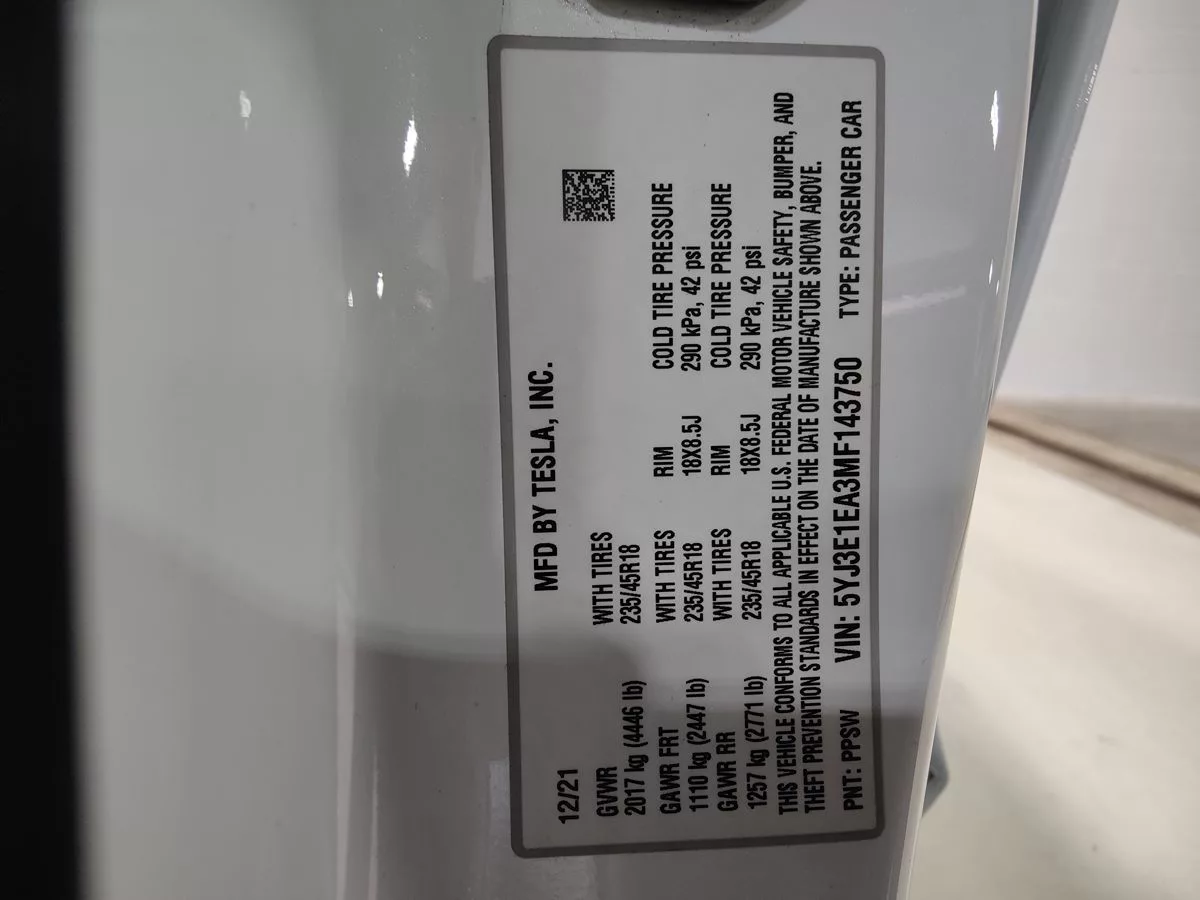 MFD BY TESLA, INC.
12/21
GVWR WITH TIRES
2017 kg (4446 lb) 235/45R18
GAWR FRT WITH TIRES RIM COLD TIRE PRESSURE
1110 kg (2447 lb) 235/45R18 18X8.5J 290 kPa, 42 psi
GAWR RR WITH TIRES RIM COLD TIRE PRESSURE
1257 kg (2771 lb) 235/45R18 18X8.5J 290 kPa, 42 psi
THIS VEHICLE CONFORMS TO ALL APPLICABLE U.S. FEDERAL MOTOR VEHICLE SAFETY, BUMPER, AND
THEFT PREVENTION STANDARDS IN EFFECT ON THE DATE OF MANUFACTURE SHOWN ABOVE.
PNT: PPSW VIN: 5YJ3E1EA3MF143750 TYPE: PASSENGER CAR